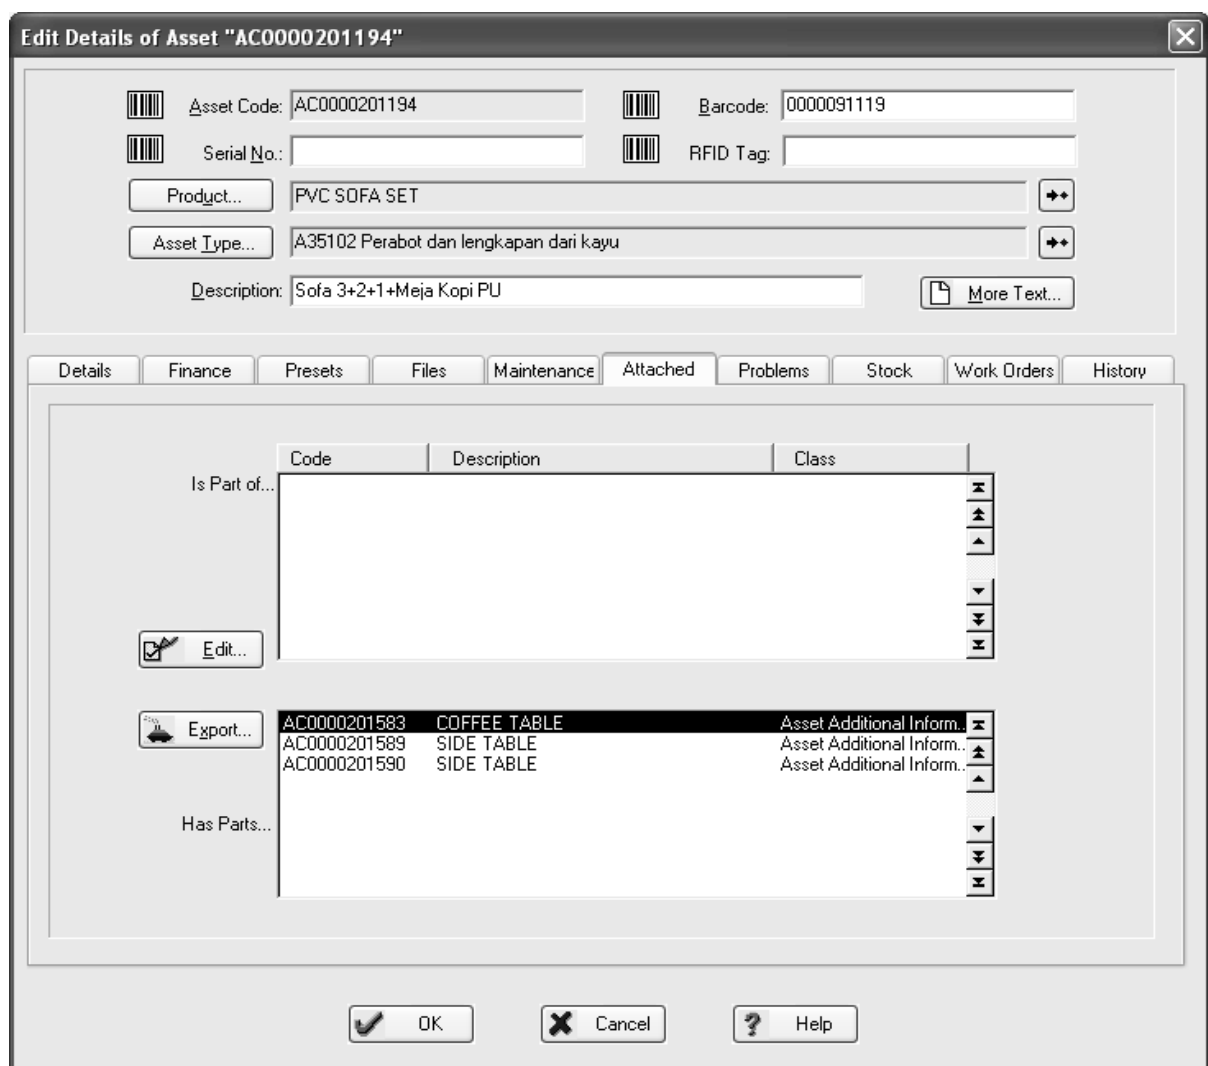 Edit Details of Asset "AC0000201194"
Asset Code: AC0000201194 Barcode: 0000091119
Serial No.: RFID Tag:
Product... PVC SOFA SET
Asset Type... A35102 Perabot dan lengkapan dari kayu
Description: Sofa 3+2+1+Meja Kopi PU More Text...
Details Finance Presets Files Maintenance Attached Problems Stock Work Orders History
Code Description Class
Is Part of...
Edit...
Export... AC0000201583 COFFEE TABLE Asset Additional Inform..
AC0000201589 SIDE TABLE Asset Additional Inform..
AC0000201590 SIDE TABLE Asset Additional Inform..
Has Parts...
OK Cancel Help